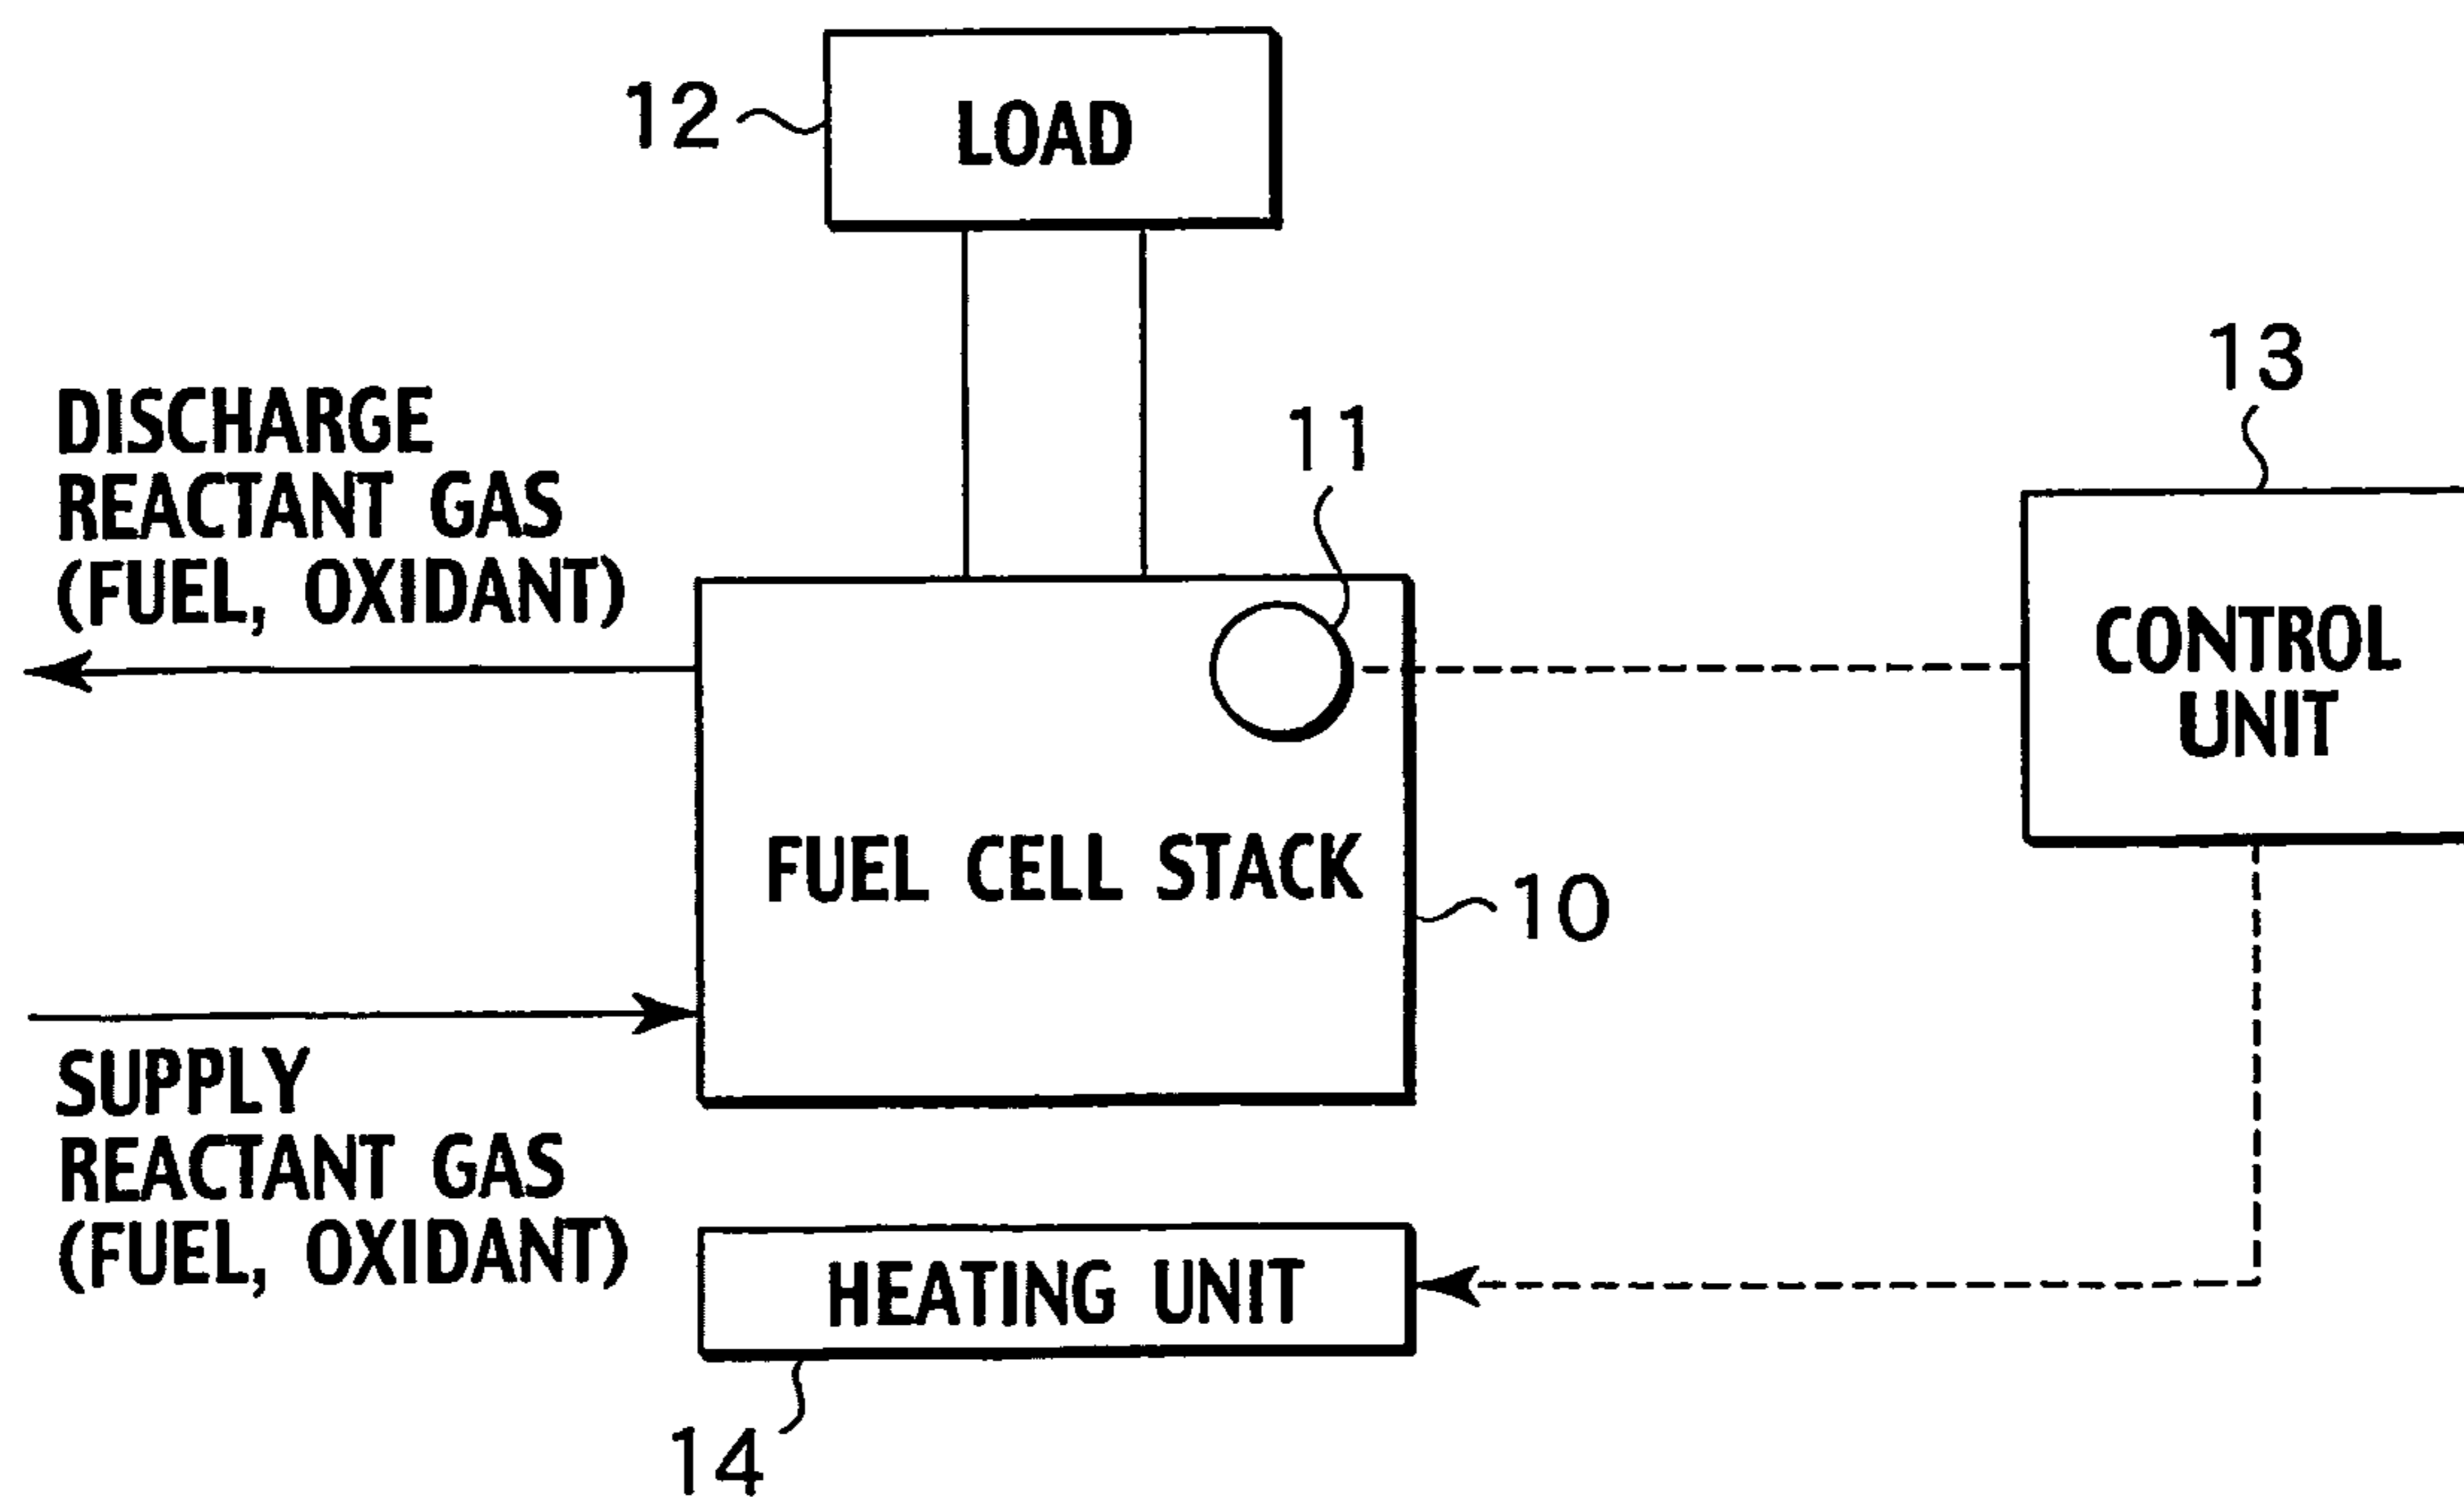 12
LOAD
13
DISCHARGE
REACTANT GAS
(FUEL, OXIDANT)
11
CONTROL
UNIT
FUEL CELL STACK
10
SUPPLY
REACTANT GAS
(FUEL, OXIDANT)
HEATING UNIT
14